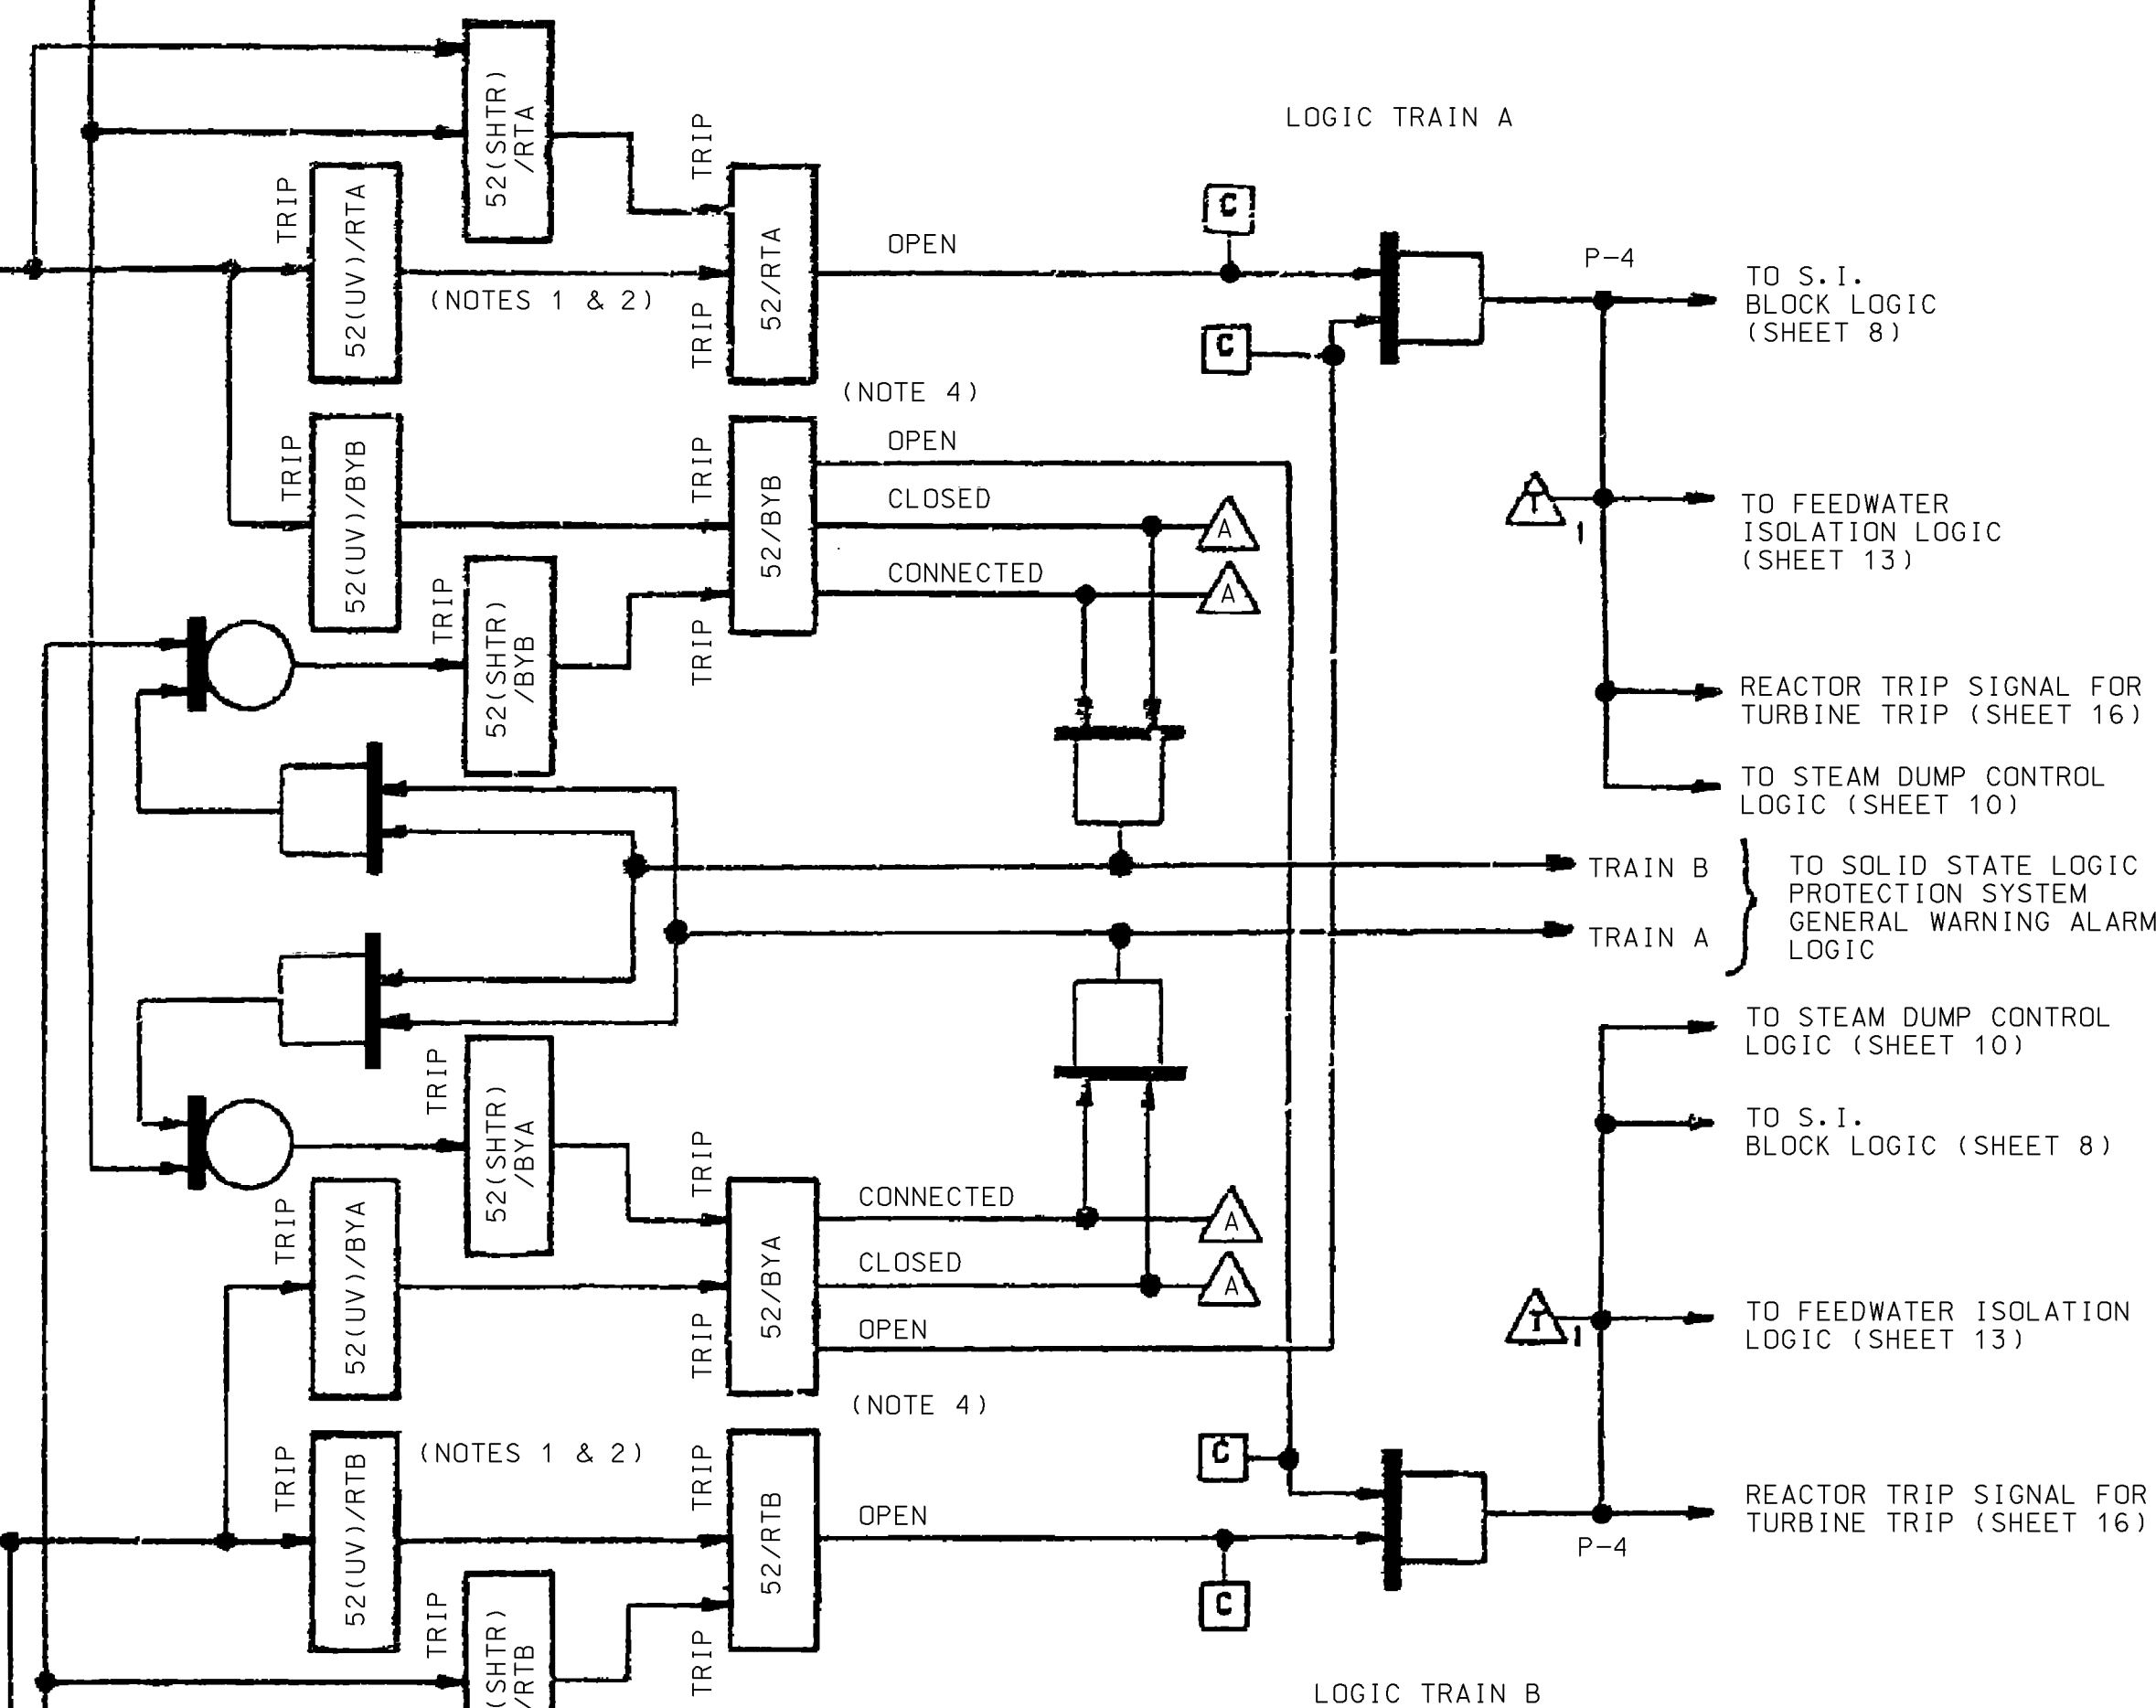 52(SHTR)
/RTA
TRIP
LOGIC TRAIN A
TRIP
52(UV)/RTA
(NOTES 1 & 2)
TRIP
52/RTA
OPEN
C
C
P-4
TO S.I.
BLOCK LOGIC
(SHEET 8)
(NOTE 4)
TRIP
52(UV)/BYB
TRIP
52/BYB
OPEN
CLOSED
A
CONNECTED
A
T
1
TO FEEDWATER
ISOLATION LOGIC
(SHEET 13)
TRIP
52(SHTR)
/BYB
TRIP
REACTOR TRIP SIGNAL FOR
TURBINE TRIP (SHEET 16)
TO STEAM DUMP CONTROL
LOGIC (SHEET 10)
TRAIN B
TRAIN A
TO SOLID STATE LOGIC
PROTECTION SYSTEM
GENERAL WARNING ALARM
LOGIC
TO STEAM DUMP CONTROL
LOGIC (SHEET 10)
TRIP
52(SHTR)
/BYA
TRIP
TO S.I.
BLOCK LOGIC (SHEET 8)
TRIP
52(UV)/BYA
52/BYA
TRIP
CONNECTED
A
CLOSED
A
OPEN
T
1
TO FEEDWATER ISOLATION
LOGIC (SHEET 13)
(NOTE 4)
TRIP
52(UV)/RTB
(NOTES 1 & 2)
TRIP
52/RTB
OPEN
C
C
REACTOR TRIP SIGNAL FOR
TURBINE TRIP (SHEET 16)
P-4
TRIP
(SHTR)
/RTB
TRIP
LOGIC TRAIN B